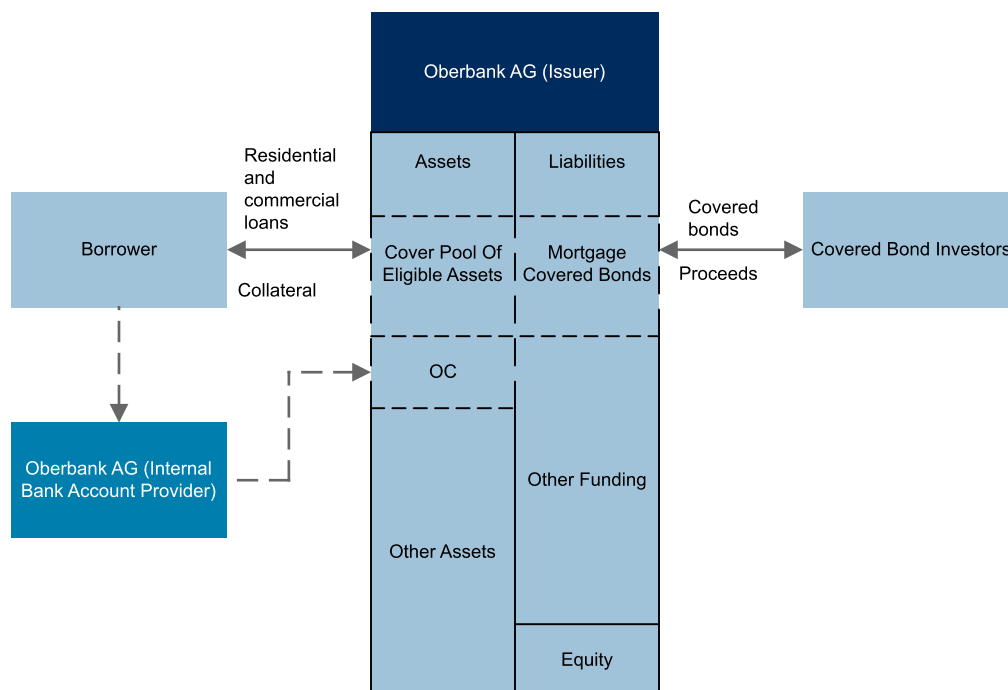 Oberbank AG (Issuer)
Assets
Liabilities
Residential
and
commercial
loans
Borrower
Collateral
Cover Pool Of
Eligible Assets
Mortgage
Covered Bonds
Covered
bonds
Proceeds
Covered Bond Investors
OC
Oberbank AG (Internal
Bank Account Provider)
Other Funding
Other Assets
Equity